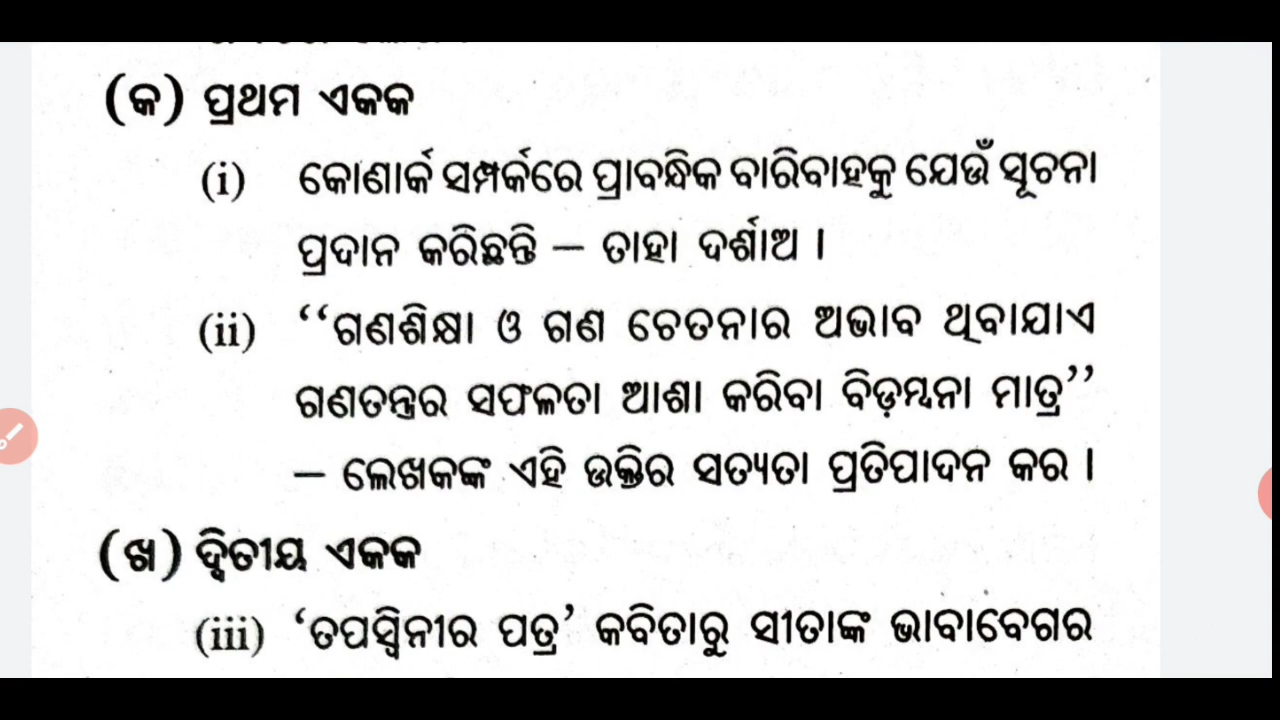 (କ) ପ୍ରଥମ ଏକକ
(i) କୋଣାର୍କ ସମ୍ପର୍କରେ ପ୍ରାବନ୍ଧିକ ବାରିବାହକୁ ଯେଉଁ ସୂଚନା
ପ୍ରଦାନ କରିଛନ୍ତି – ତାହା ଦର୍ଶାଅ ।
(ii) ‘‘ଗଣଶିକ୍ଷା ଓ ଗଣ ଚେତନାର ଅଭାବ ଥିବାଯାଏ
ଗଣତନ୍ତ୍ରର ସଫଳତା ଆଶା କରିବା ବିଡ଼ମ୍ବନା ମାତ୍ର’’
– ଲେଖକଙ୍କ ଏହି ଉକ୍ତିର ସତ୍ୟତା ପ୍ରତିପାଦନ କର ।
(ଖ) ଦ୍ୱିତୀୟ ଏକକ
(iii) ‘ତପସ୍ୱିନୀର ପତ୍ର’ କବିତାରୁ ସୀତାଙ୍କ ଭାବାବେଗର